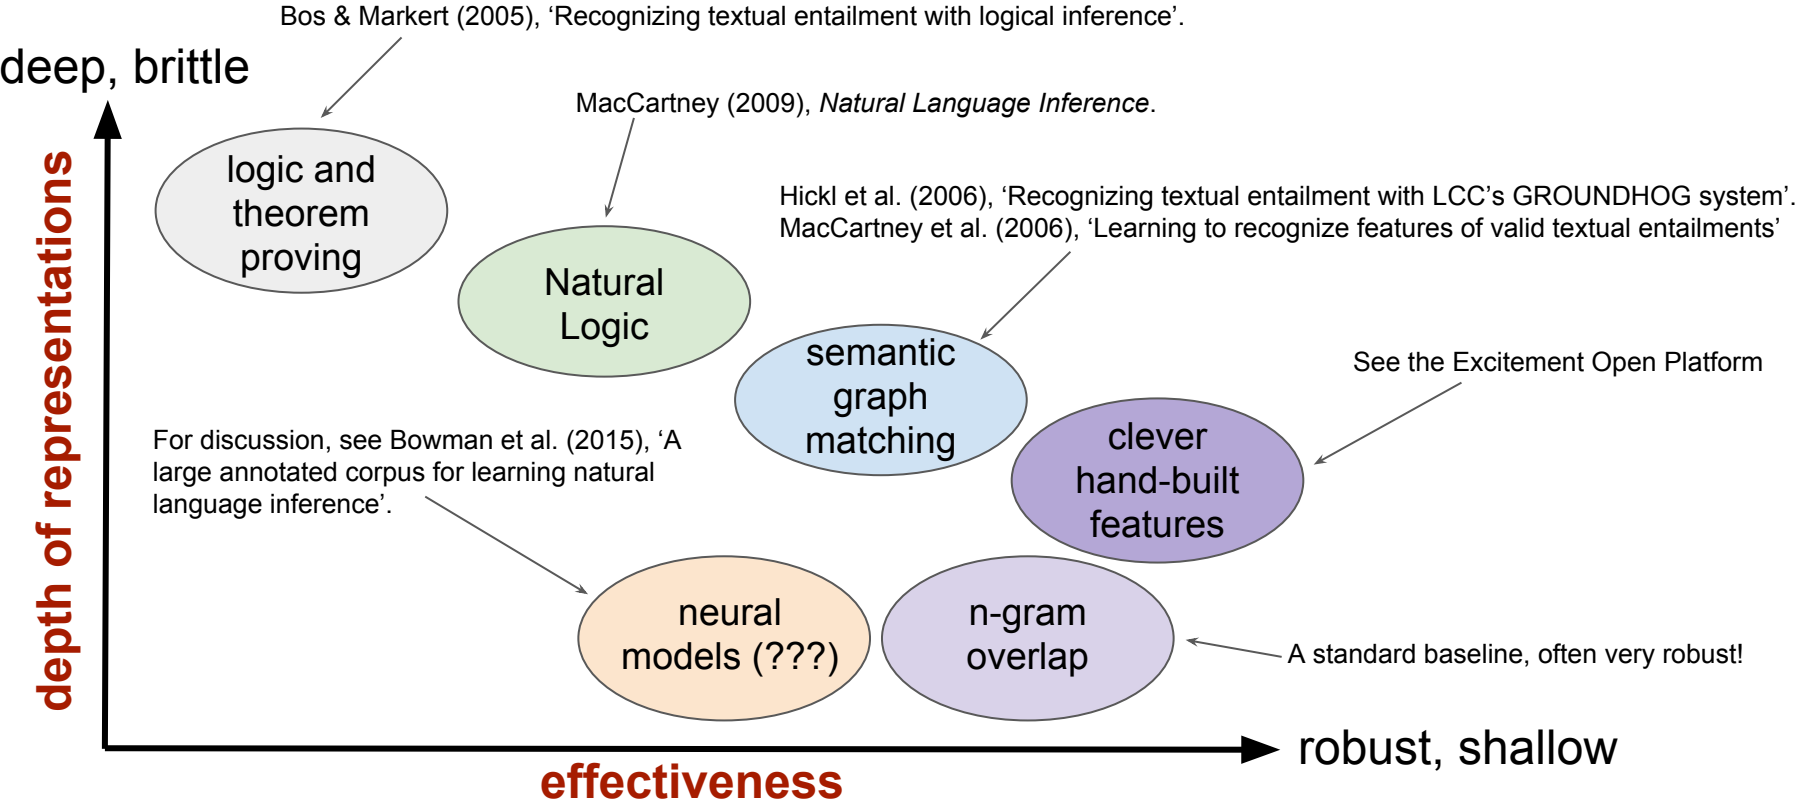 Bos & Markert (2005), ‘Recognizing textual entailment with logical inference’.
deep, brittle
MacCartney (2009), Natural Language Inference.
logic and
theorem
proving
Hickl et al. (2006), ‘Recognizing textual entailment with LCC’s GROUNDHOG system’.
MacCartney et al. (2006), ‘Learning to recognize features of valid textual entailments’
Natural
Logic
semantic
graph
matching
See the Excitement Open Platform
clever
hand-built
features
For discussion, see Bowman et al. (2015), ‘A
large annotated corpus for learning natural
language inference’.
neural
models (???)
n-gram
overlap
A standard baseline, often very robust!
depth of representations
robust, shallow
effectiveness